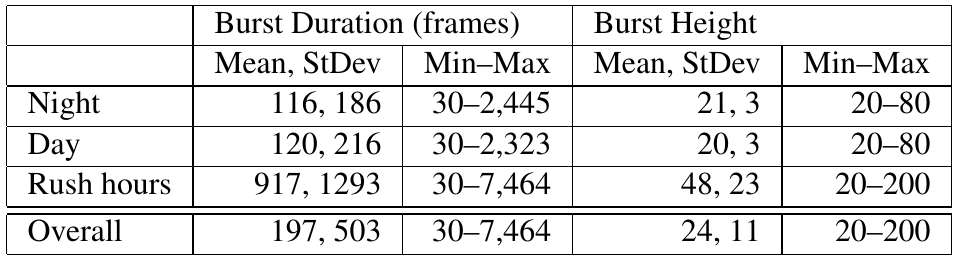 Burst Duration (frames) Burst Height
Mean, StDev Min–Max Mean, StDev Min–Max
Night 116, 186 30–2,445 21, 3 20–80
Day 120, 216 30–2,323 20, 3 20–80
Rush hours 917, 1293 30–7,464 48, 23 20–200
Overall 197, 503 30–7,464 24, 11 20–200